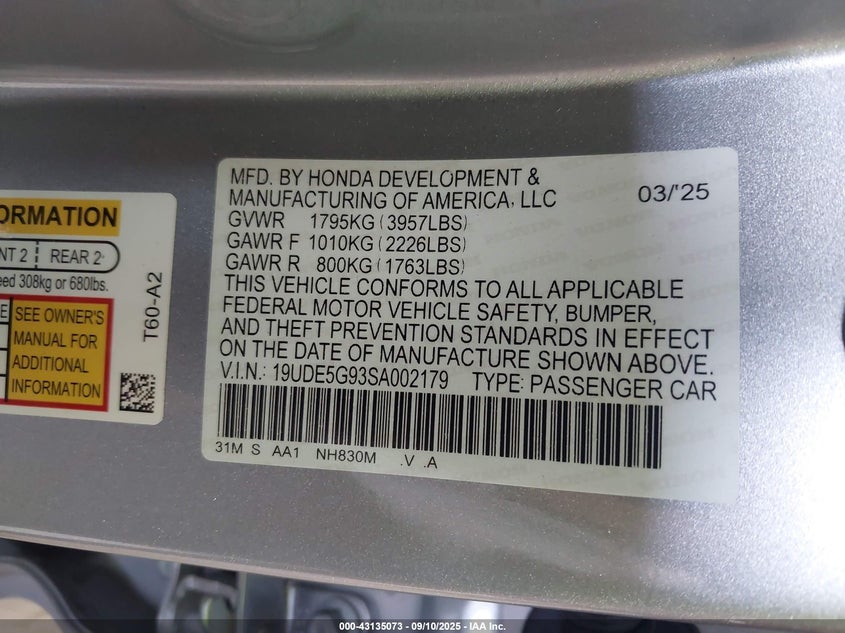 ORMATION
NT 2 REAR 2
eed 308kg or 680lbs.
E SEE OWNER'S
MANUAL FOR
ADDITIONAL
INFORMATION
T60-A2
MFD. BY HONDA DEVELOPMENT &
MANUFACTURING OF AMERICA, LLC 03/'25
GVWR 1795KG (3957LBS)
GAWR F 1010KG (2226LBS)
GAWR R 800KG (1763LBS)
THIS VEHICLE CONFORMS TO ALL APPLICABLE
FEDERAL MOTOR VEHICLE SAFETY, BUMPER,
AND THEFT PREVENTION STANDARDS IN EFFECT
ON THE DATE OF MANUFACTURE SHOWN ABOVE.
V.I.N.: 19UDE5G93SA002179 TYPE: PASSENGER CAR
31M S AA1 NH830M .V .A
000-43135073 - 09/10/2025 - IAA Inc.